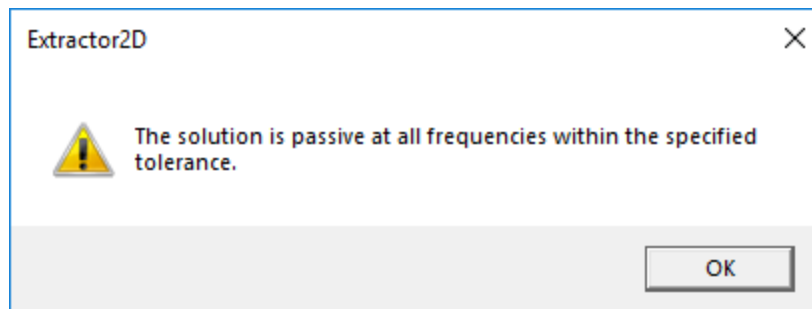 Extractor2D
The solution is passive at all frequencies within the specified
tolerance.
OK